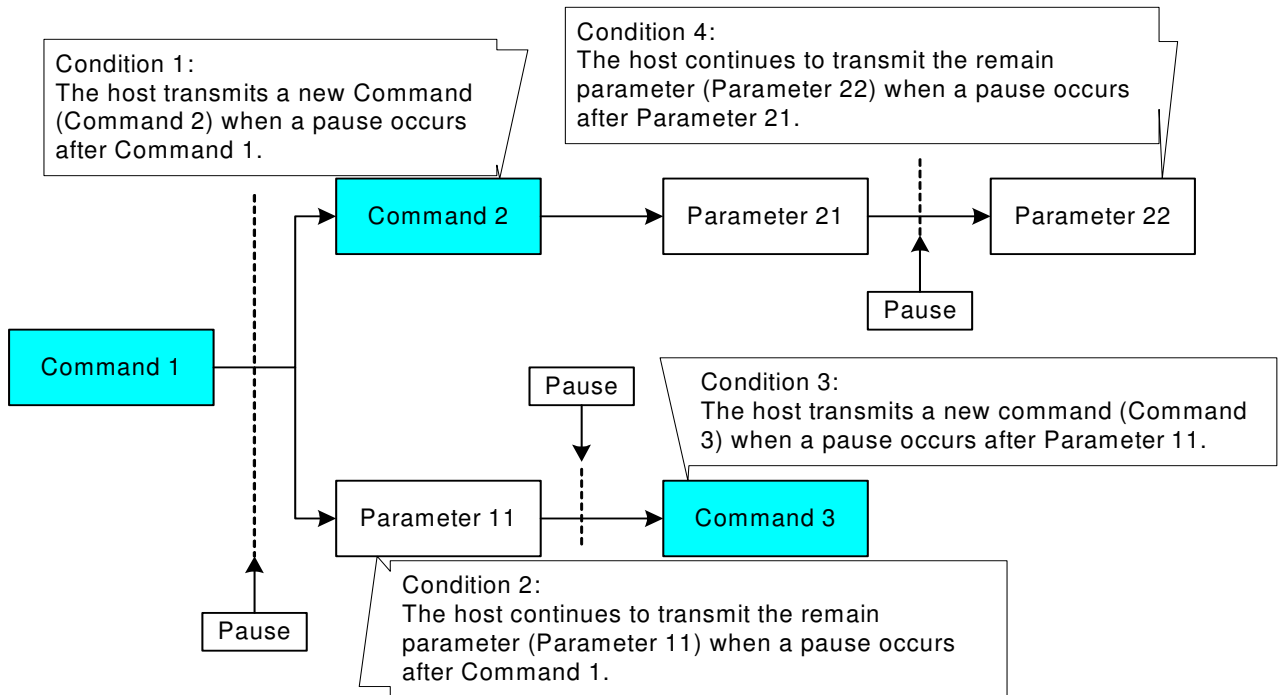 Condition 1:
The host transmits a new Command
(Command 2) when a pause occurs
after Command 1.
Condition 4:
The host continues to transmit the remain
parameter (Parameter 22) when a pause occurs
after Parameter 21.
Command 2
Parameter 21
Parameter 22
Pause
Command 1
Pause
Condition 3:
The host transmits a new command (Command
3) when a pause occurs after Parameter 11.
Parameter 11
Command 3
Pause
Condition 2:
The host continues to transmit the remain
parameter (Parameter 11) when a pause occurs
after Command 1.